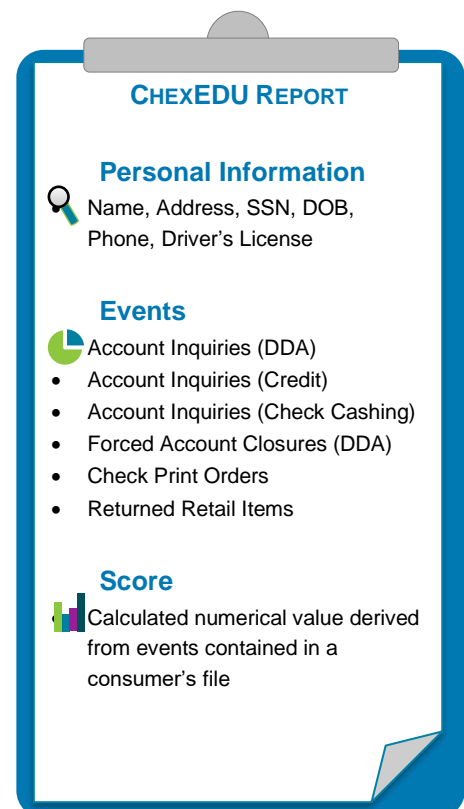 CHEXEDU REPORT
Personal Information
Name, Address, SSN, DOB,
Phone, Driver's License
Events
Account Inquiries (DDA)
• Account Inquiries (Credit)
• Account Inquiries (Check Cashing)
• Forced Account Closures (DDA)
• Check Print Orders
• Returned Retail Items
Score
Calculated numerical value derived
from events contained in a
consumer's file